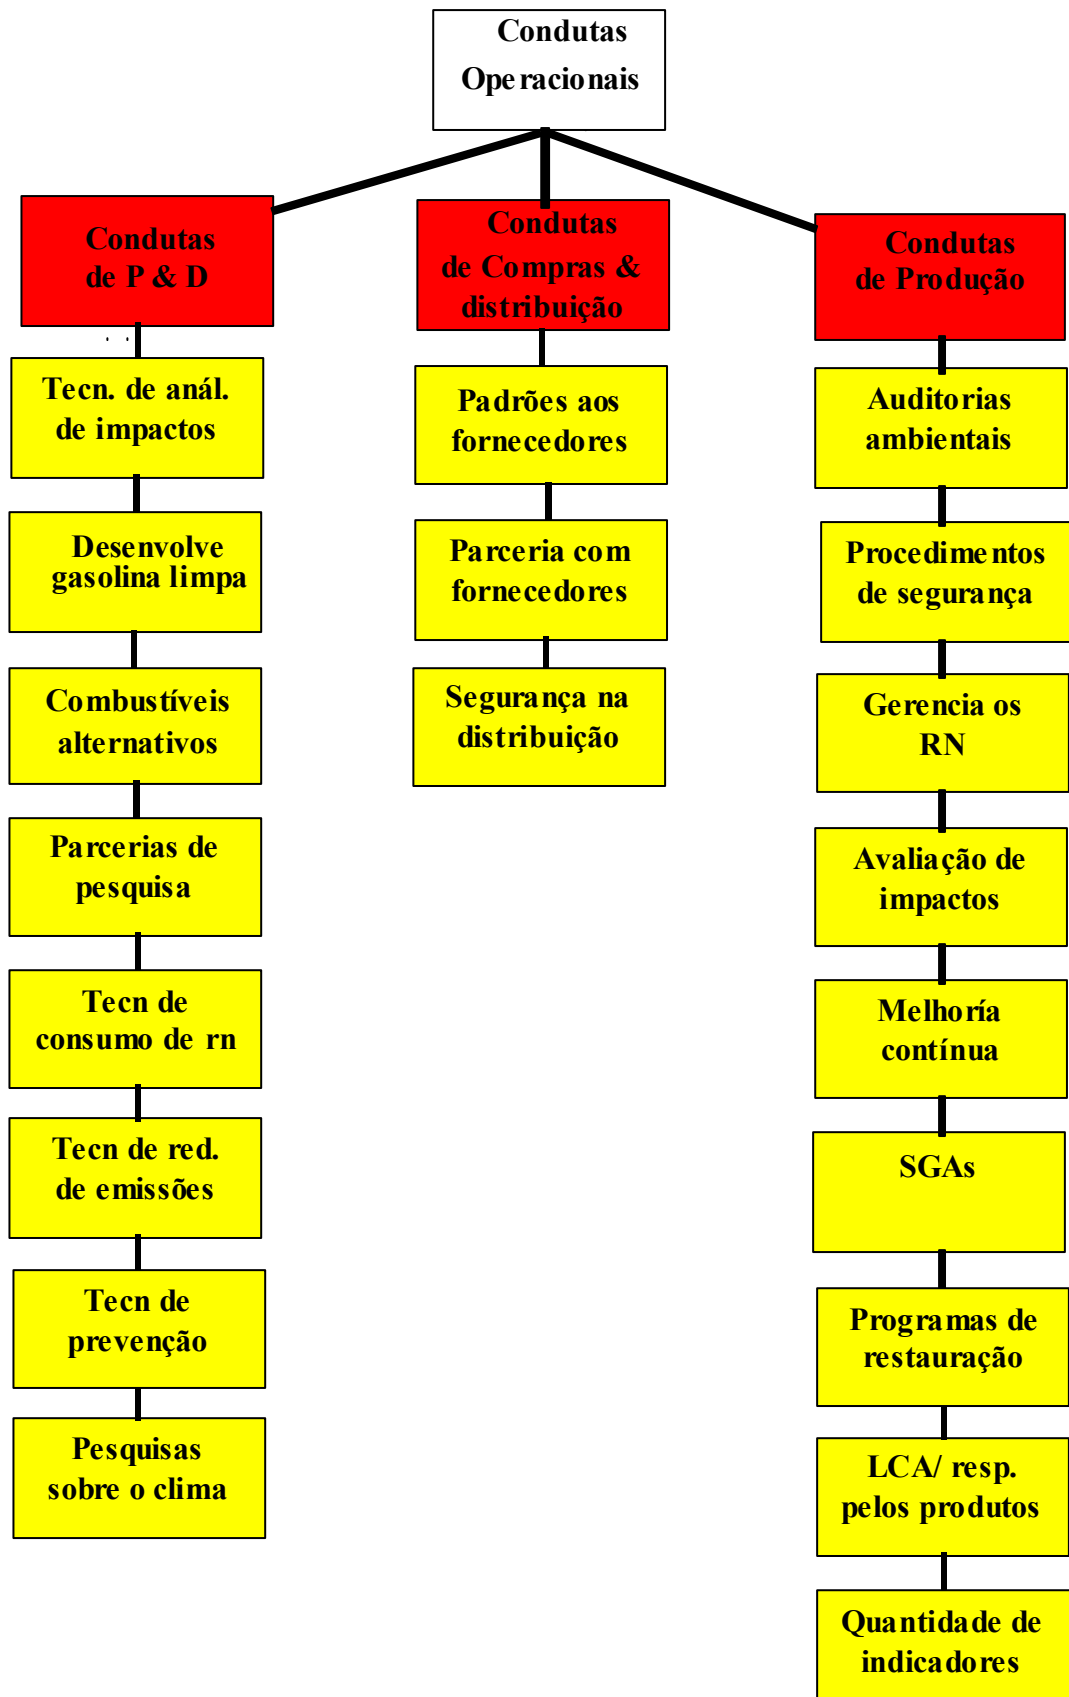 Condutas
Operacionais
Condutas
de P & D
Tecn. de anál.
de impactos
Desenvolve
gasolina limpa
Combustíveis
alternativos
Parcerias de
pesquisa
Tecn de
consumo de rn
Tecn de red.
de emissões
Tecn de
prevenção
Pesquisas
sobre o clima
Condutas
de Compras &
distribuição
Padrões aos
fornecedores
Parceria com
fornecedores
Segurança na
distribuição
Condutas
de Produção
Auditorias
ambientais
Procedimentos
de segurança
Gerencia os
RN
Avaliação de
impactos
Melhoría
contínua
SGAs
Programas de
restauração
LCA/ resp.
pelos produtos
Quantidade de
indicadores